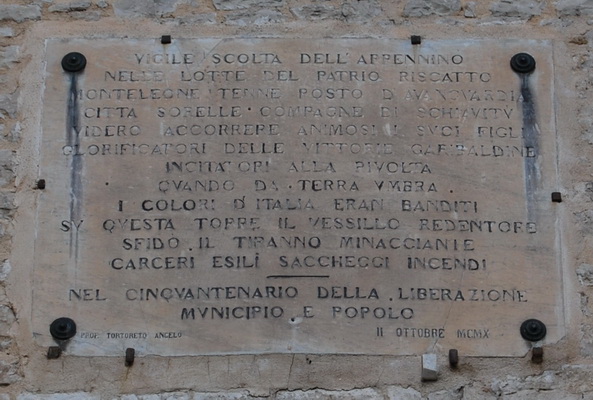 VIGILE SCOLTA DELL'APPENNINO
NELLE LOTTE DEL PATRIO RISCATTO
MONTELEONE TENNE POSTO D'AVANGVARDIA
CITTA SORELLE COMPAGNE DI SCHIAVITV
VIDERO ACCORRERE ANIMOSI I SVOI FIGLI
GLORIFICATORI DELLE VITTORIE GARIBALDINE
INCITATORI ALLA RIVOLTA
QVANDO DA TERRA VMBRA
I COLORI D'ITALIA ERAN BANDITI
SV QVESTA TORRE IL VESSILLO REDENTORE
SFIDO IL TIRANNO MINACCIANTE
CARCERI ESILÎ SACCHEGGI INCENDI
NEL CINQVANTENARIO DELLA LIBERAZIONE
MVNICIPIO E POPOLO
PROF. TORTORETO ANGELO
II OTTOBRE MCMX